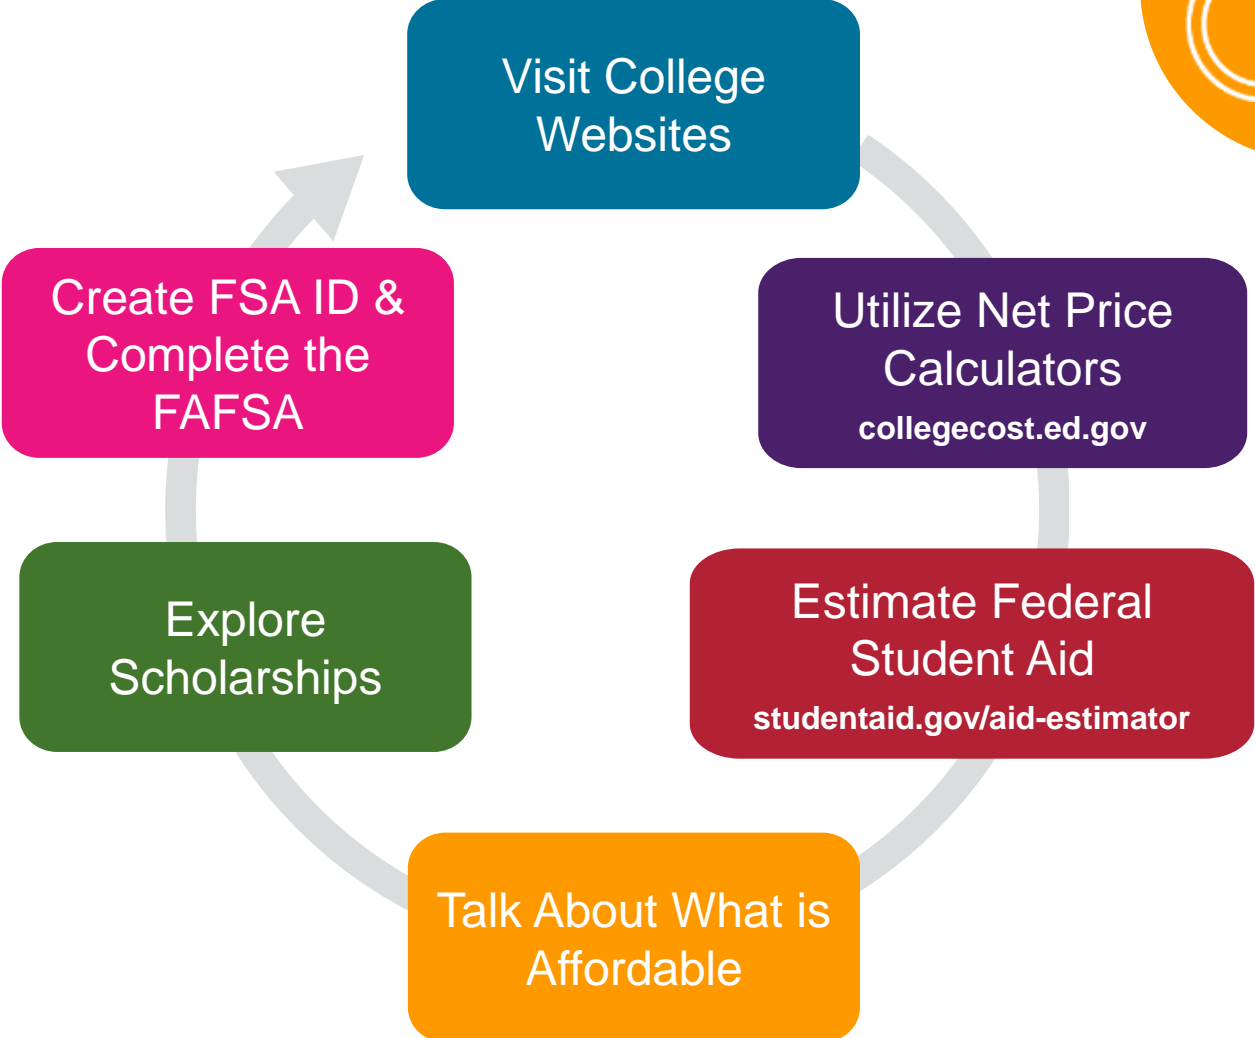 Visit College
Websites
Utilize Net Price
Calculators
collegecost.ed.gov
Estimate Federal
Student Aid
studentaid.gov/aid-estimator
Talk About What is
Affordable
Explore
Scholarships
Create FSA ID &
Complete the
FAFSA